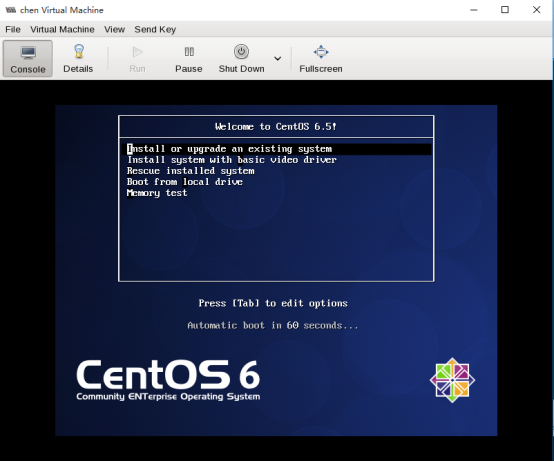 chen Virtual Machine
File Virtual Machine View Send Key
Console Details Run Pause Shut Down Fullscreen
Welcome to CentOS 6.5!
Install or upgrade an existing system
Install system with basic video driver
Rescue installed system
Boot from local drive
Memory test
Press [Tab] to edit options
Automatic boot in 60 seconds...
CentOS 6
Community ENTerprise Operating System